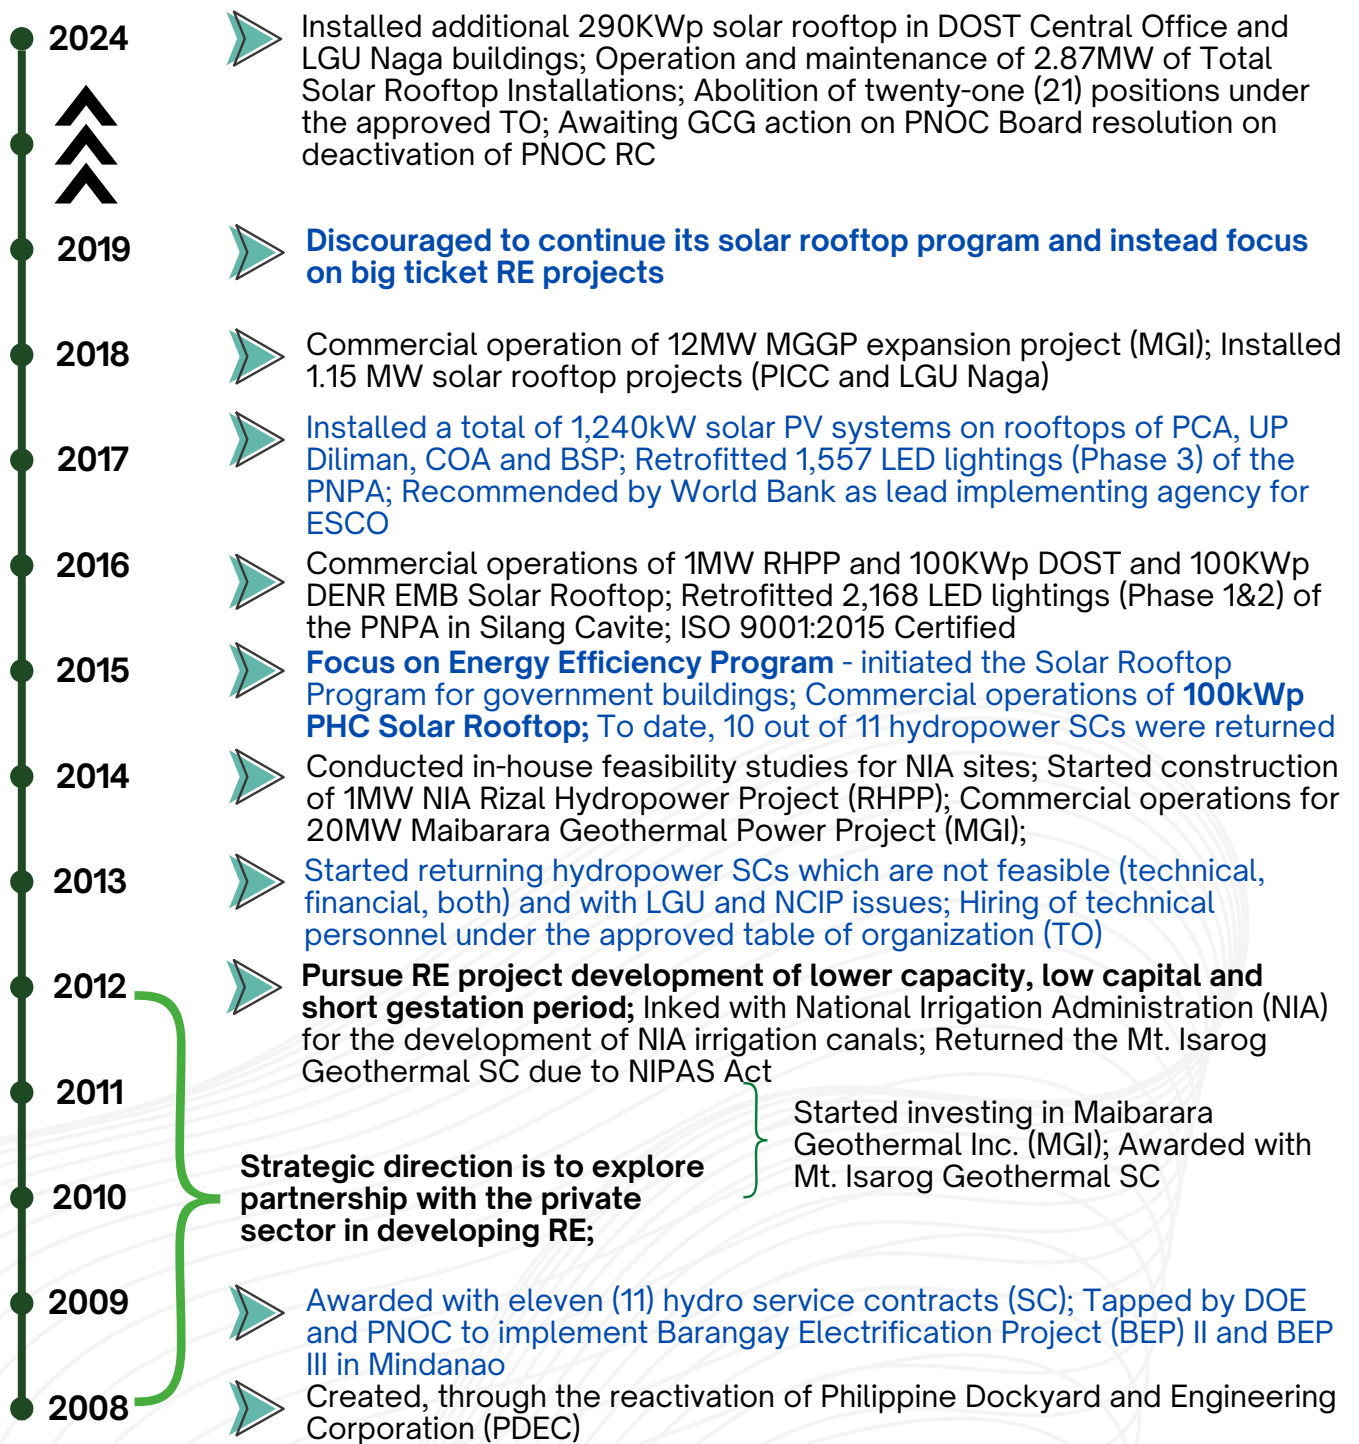 2024
Installed additional 290KWp solar rooftop in DOST Central Office and
LGU Naga buildings; Operation and maintenance of 2.87MW of Total
Solar Rooftop Installations; Abolition of twenty-one (21) positions under
the approved TO; Awaiting GCG action on PNOC Board resolution on
deactivation of PNOC RC
2019
Discouraged to continue its solar rooftop program and instead focus
on big ticket RE projects
2018
Commercial operation of 12MW MGGP expansion project (MGI); Installed
1.15 MW solar rooftop projects (PICC and LGU Naga)
2017
Installed a total of 1,240kW solar PV systems on rooftops of PCA, UP
Diliman, COA and BSP; Retrofitted 1,557 LED lightings (Phase 3) of the
PNPA; Recommended by World Bank as lead implementing agency for
ESCO
2016
Commercial operations of 1MW RHPP and 100KWp DOST and 100KWp
DENR EMB Solar Rooftop; Retrofitted 2,168 LED lightings (Phase 1&2) of
the PNPA in Silang Cavite; ISO 9001:2015 Certified
2015
Focus on Energy Efficiency Program - initiated the Solar Rooftop
Program for government buildings; Commercial operations of 100kWp
PHC Solar Rooftop; To date, 10 out of 11 hydropower SCs were returned
2014
Conducted in-house feasibility studies for NIA sites; Started construction
of 1MW NIA Rizal Hydropower Project (RHPP); Commercial operations for
20MW Maibarara Geothermal Power Project (MGI);
2013
Started returning hydropower SCs which are not feasible (technical,
financial, both) and with LGU and NCIP issues; Hiring of technical
personnel under the approved table of organization (TO)
2012
Pursue RE project development of lower capacity, low capital and
short gestation period; Inked with National Irrigation Administration (NIA)
for the development of NIA irrigation canals; Returned the Mt. Isarog
Geothermal SC due to NIPAS Act
2011
Started investing in Maibarara
Geothermal Inc. (MGI); Awarded with
Mt. Isarog Geothermal SC
2010
Strategic direction is to explore
partnership with the private
sector in developing RE;
2009
Awarded with eleven (11) hydro service contracts (SC); Tapped by DOE
and PNOC to implement Barangay Electrification Project (BEP) II and BEP
III in Mindanao
2008
Created, through the reactivation of Philippine Dockyard and Engineering
Corporation (PDEC)